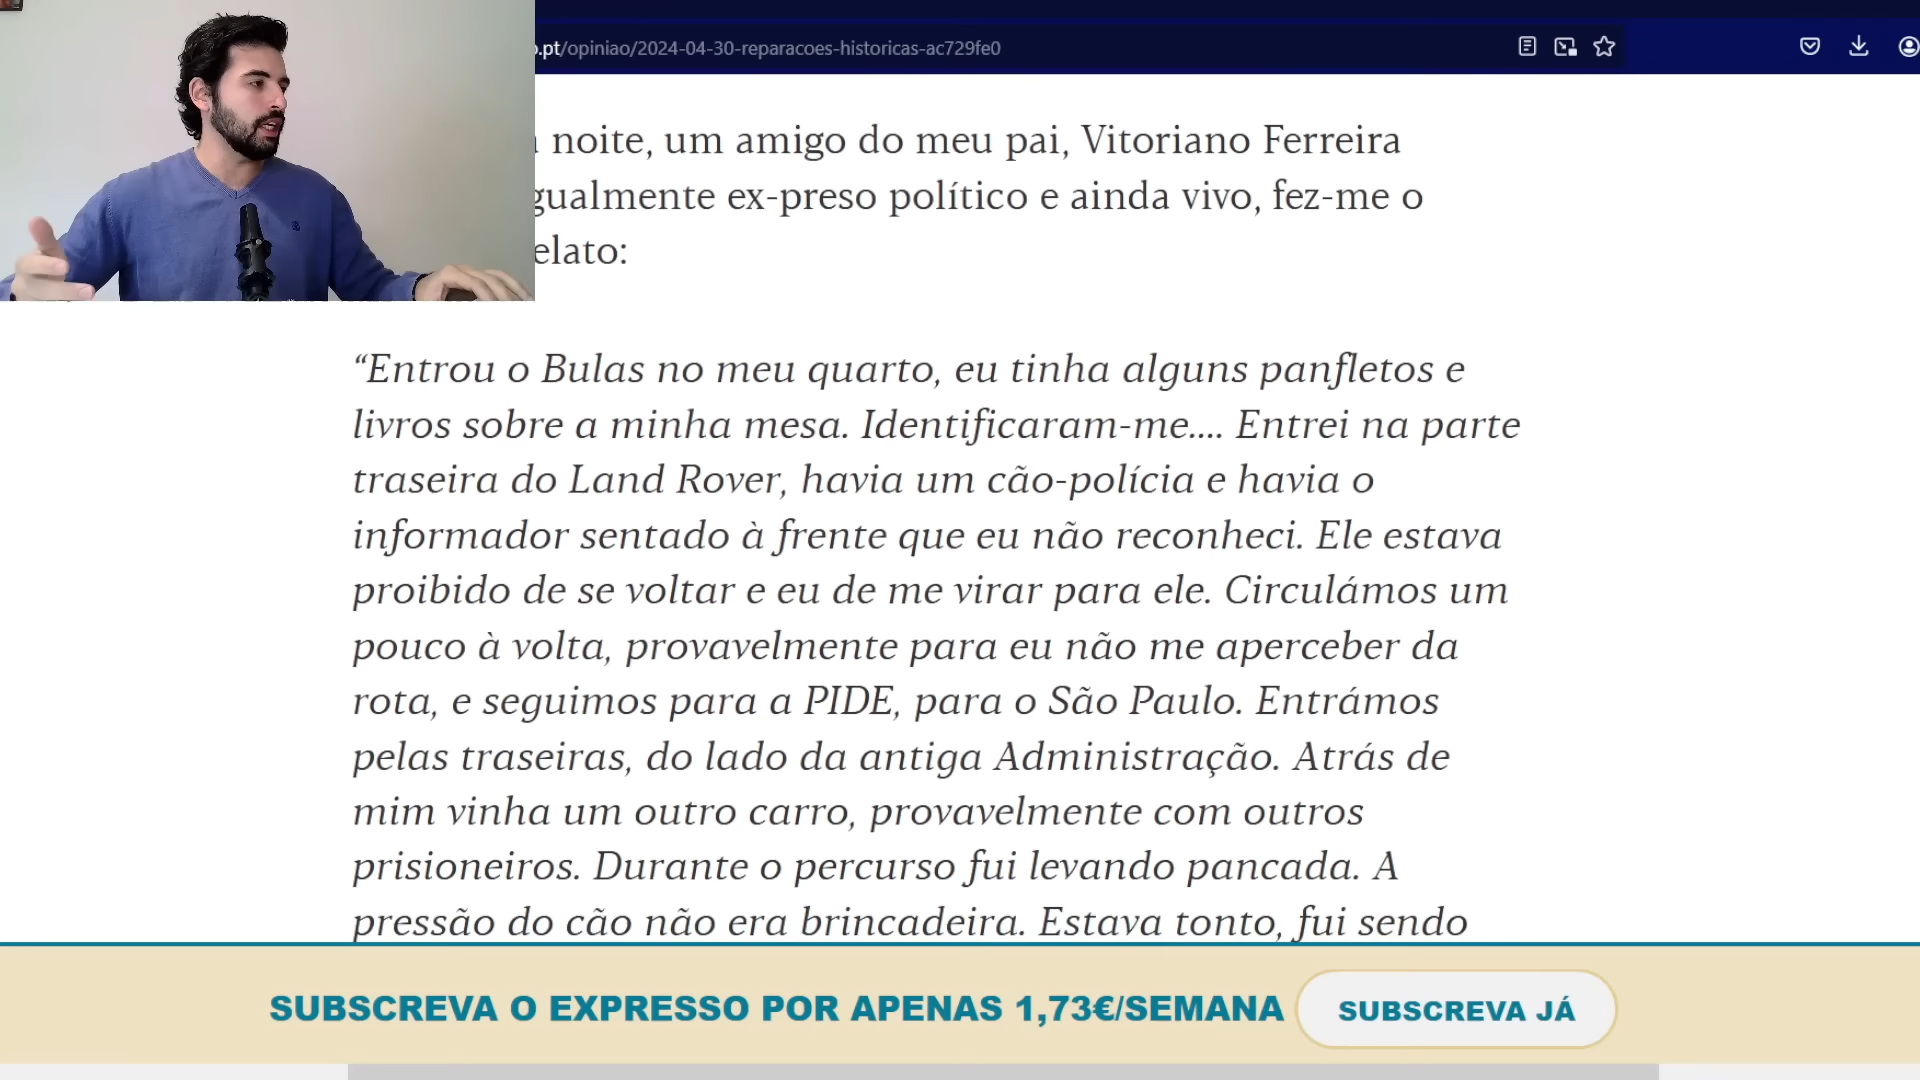 .pt/opiniao/2024-04-30-reparacoes-historicas-ac729fe0
noite, um amigo do meu pai, Vitoriano Ferreira
gualmente ex-preso político e ainda vivo, fez-me o
elato:
“Entrou o Bulas no meu quarto, eu tinha alguns panfletos e
livros sobre a minha mesa. Identificaram-me.... Entrei na parte
traseira do Land Rover, havia um cão-polícia e havia o
informador sentado à frente que eu não reconheci. Ele estava
proibido de se voltar e eu de me virar para ele. Circulámos um
pouco à volta, provavelmente para eu não me aperceber da
rota, e seguimos para a PIDE, para o São Paulo. Entrámos
pelas traseiras, do lado da antiga Administração. Atrás de
mim vinha um outro carro, provavelmente com outros
prisioneiros. Durante o percurso fui levando pancada. A
pressão do cão não era brincadeira. Estava tonto, fui sendo
SUBSCREVA O EXPRESSO POR APENAS 1,73€/SEMANA
SUBSCREVA JÁ